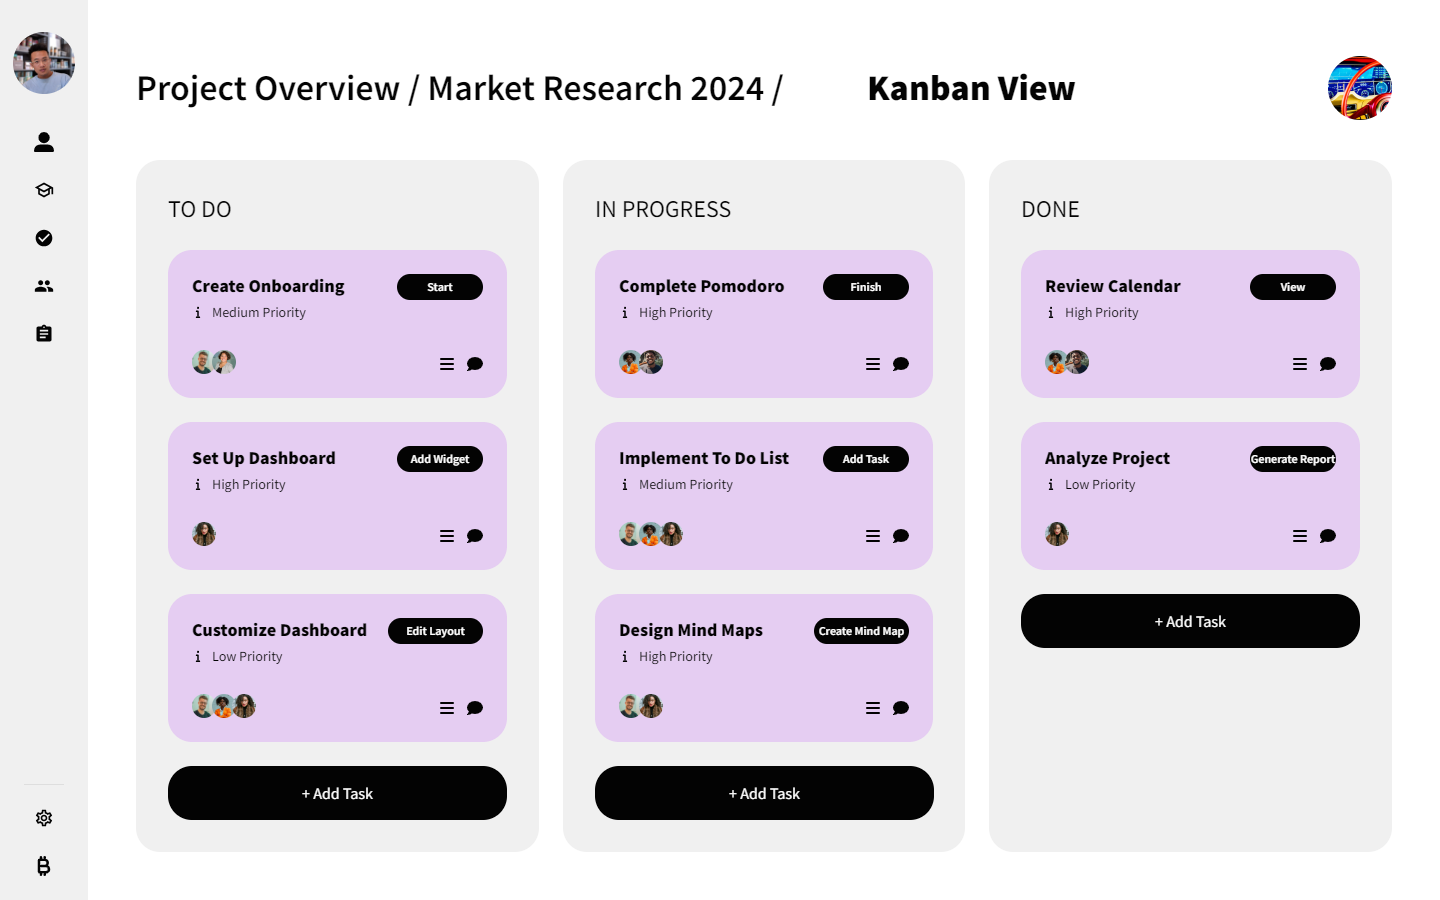 Project Overview / Market Research 2024 / Kanban View
TO DO
Create Onboarding
Start
Medium Priority
Set Up Dashboard
Add Widget
High Priority
Customize Dashboard
Edit Layout
Low Priority
+ Add Task
IN PROGRESS
Complete Pomodoro
Finish
High Priority
Implement To Do List
Add Task
Medium Priority
Design Mind Maps
Create Mind Map
High Priority
+ Add Task
DONE
Review Calendar
View
High Priority
Analyze Project
Generate Report
Low Priority
+ Add Task